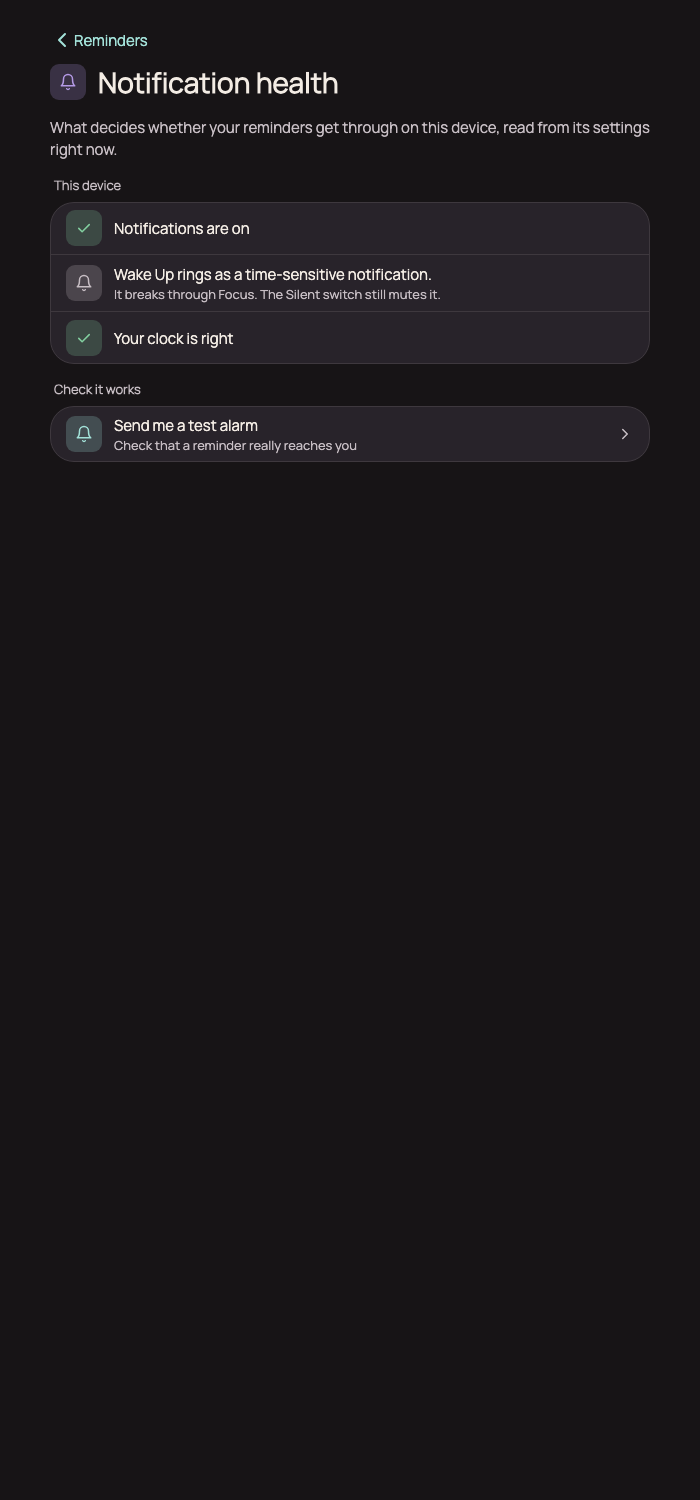 Reminders
Notification health
What decides whether your reminders get through on this device, read from its settings
right now.
This device
Notifications are on
Wake Up rings as a time-sensitive notification.
It breaks through Focus. The Silent switch still mutes it.
Your clock is right
Check it works
Send me a test alarm
Check that a reminder really reaches you